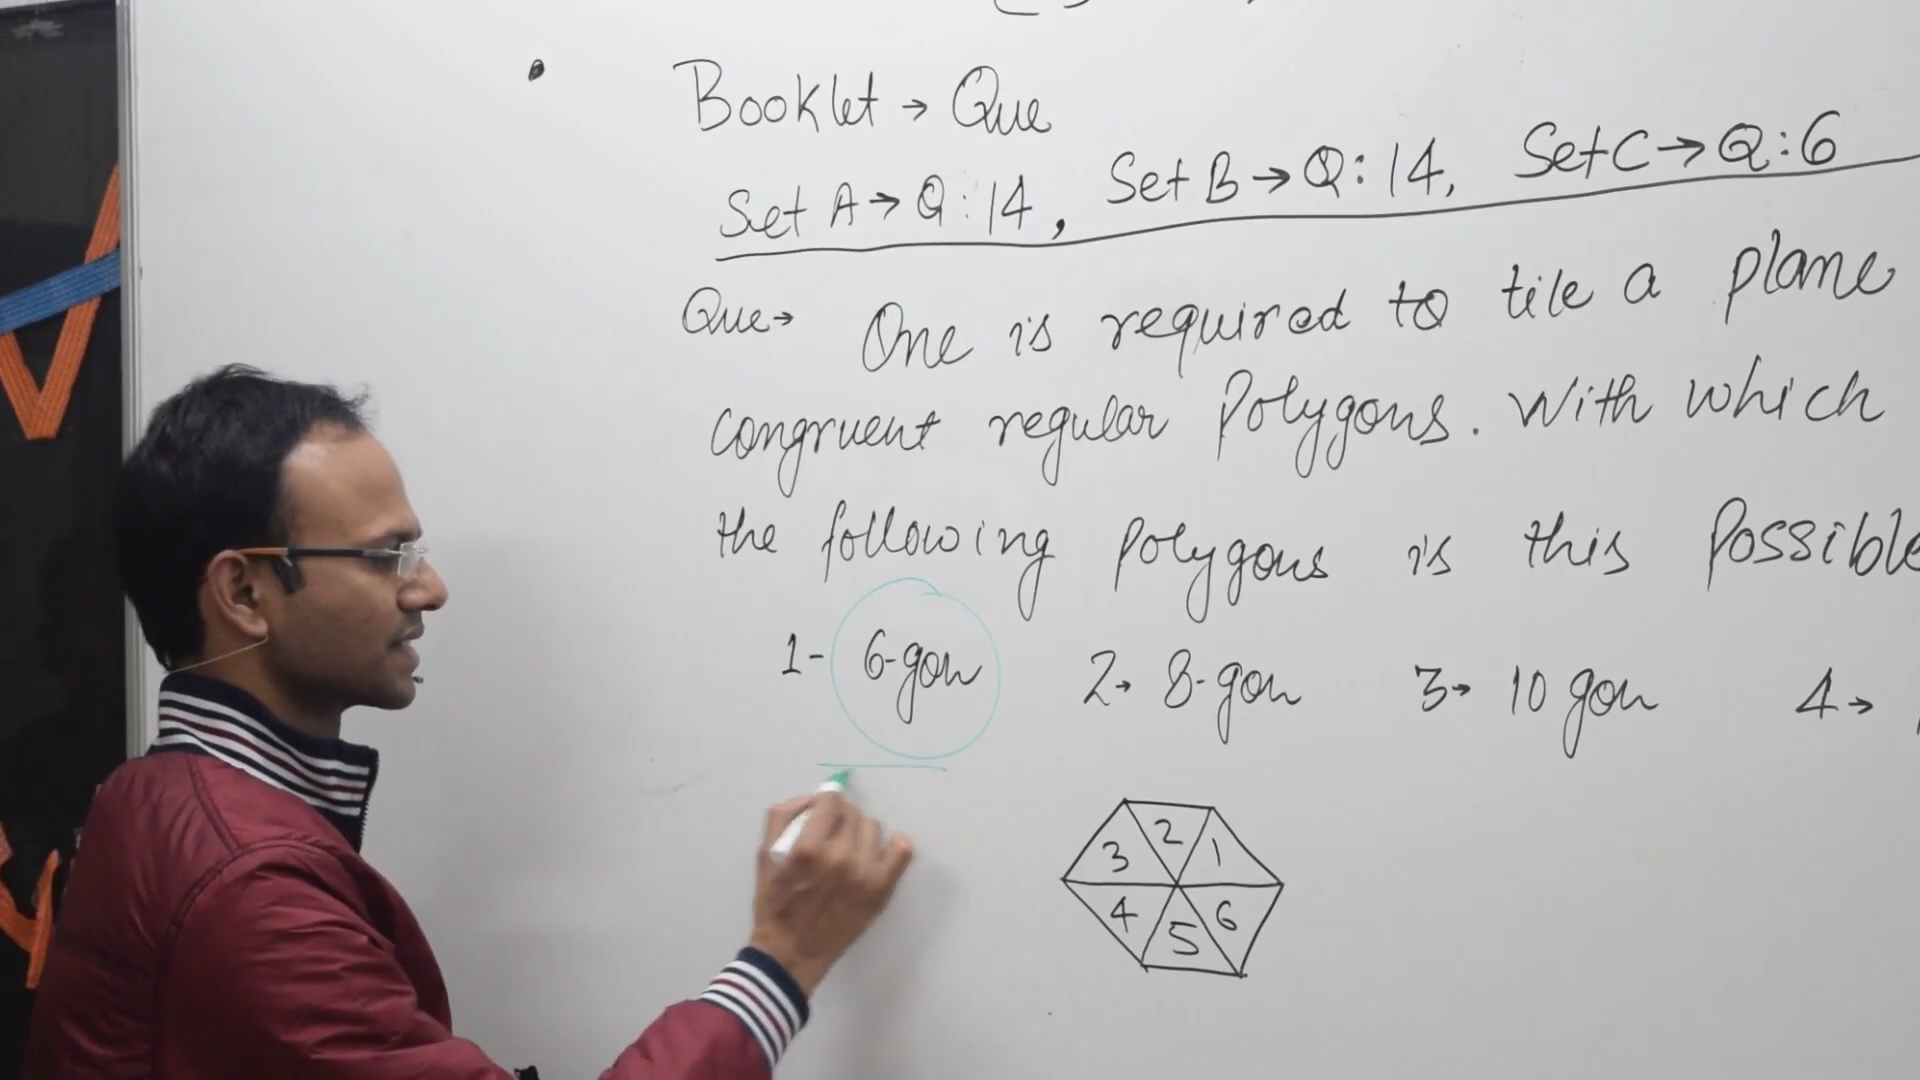 Booklet → Que
Set A → Q:14, Set B → Q:14, Set C → Q:6
Que→ One is required to tile a plane
congruent regular Polygons. With which
the following polygons is this Possible
1- 6-gon 2→ 8-gon 3→ 10 gon 4→
3 2 1
4 5 6